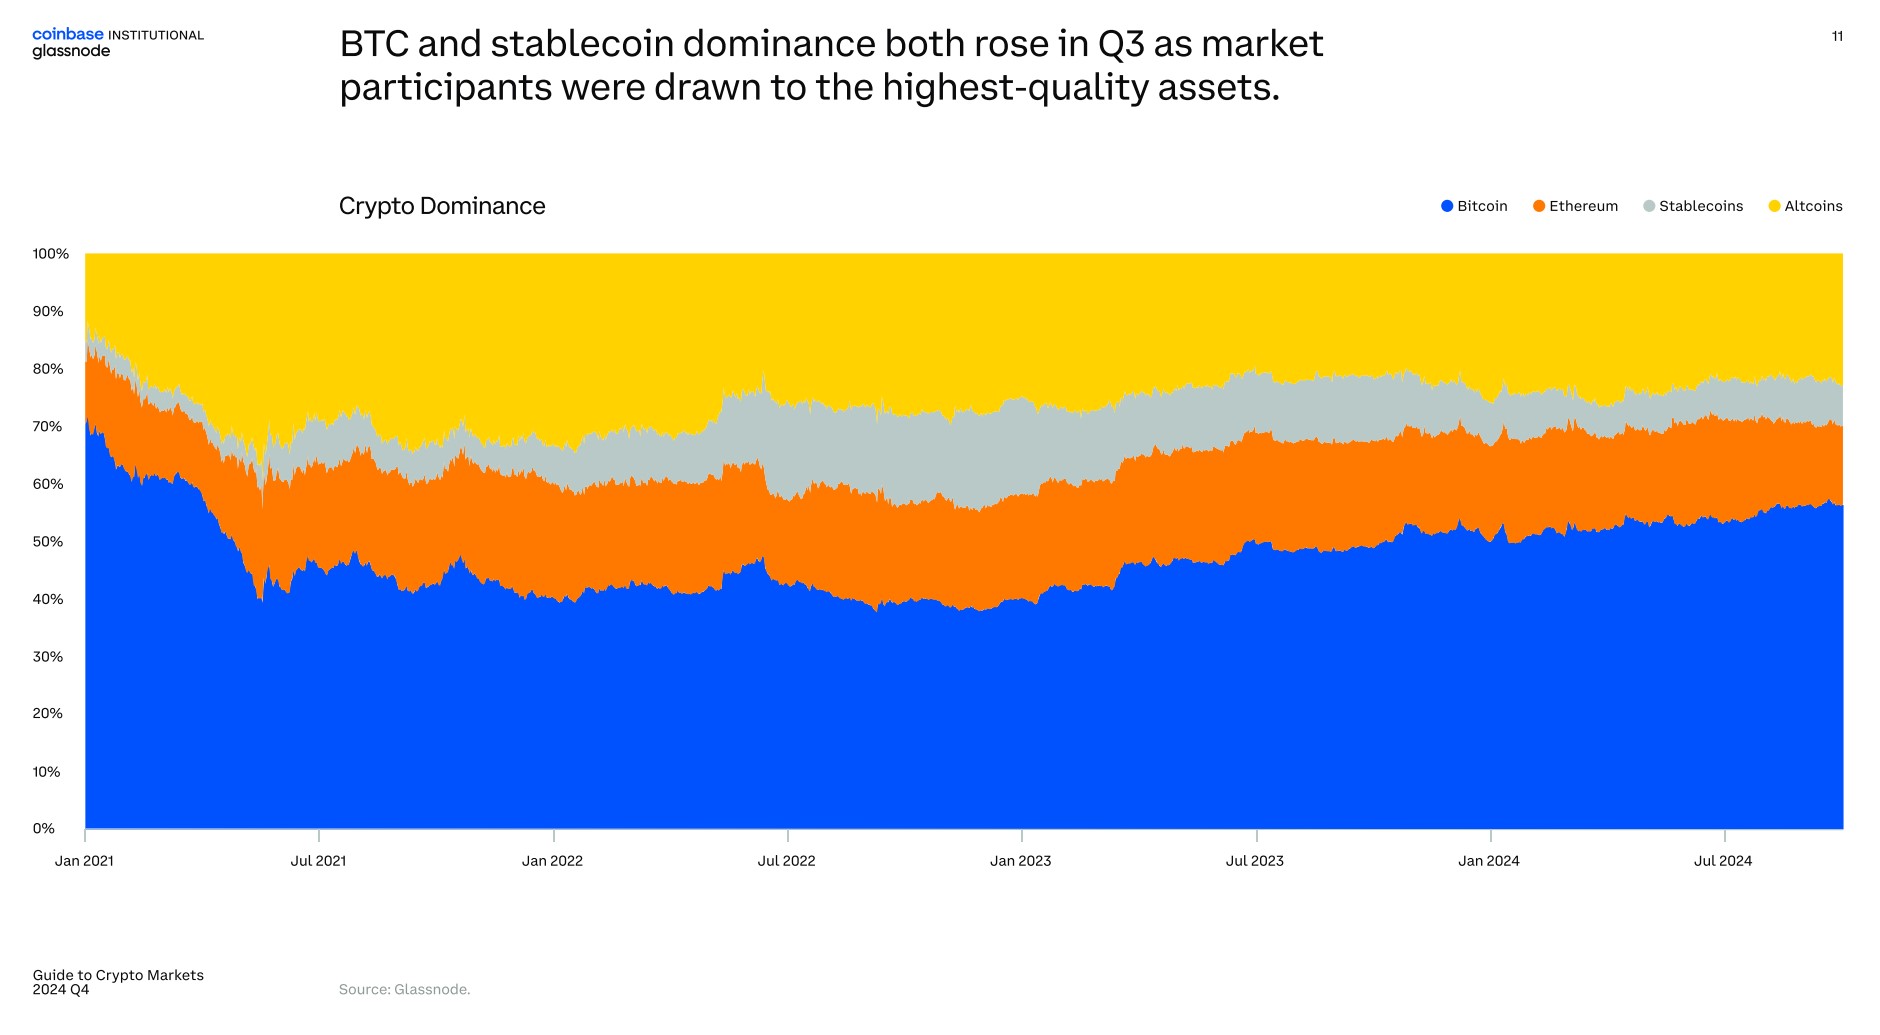 coinbase INSTITUTIONAL
glassnode
BTC and stablecoin dominance both rose in Q3 as market
participants were drawn to the highest-quality assets.
11
Crypto Dominance
Bitcoin Ethereum Stablecoins Altcoins
100%
90%
80%
70%
60%
50%
40%
30%
20%
10%
0%
Jan 2021 Jul 2021 Jan 2022 Jul 2022 Jan 2023 Jul 2023 Jan 2024 Jul 2024
Guide to Crypto Markets
2024 Q4
Source: Glassnode.